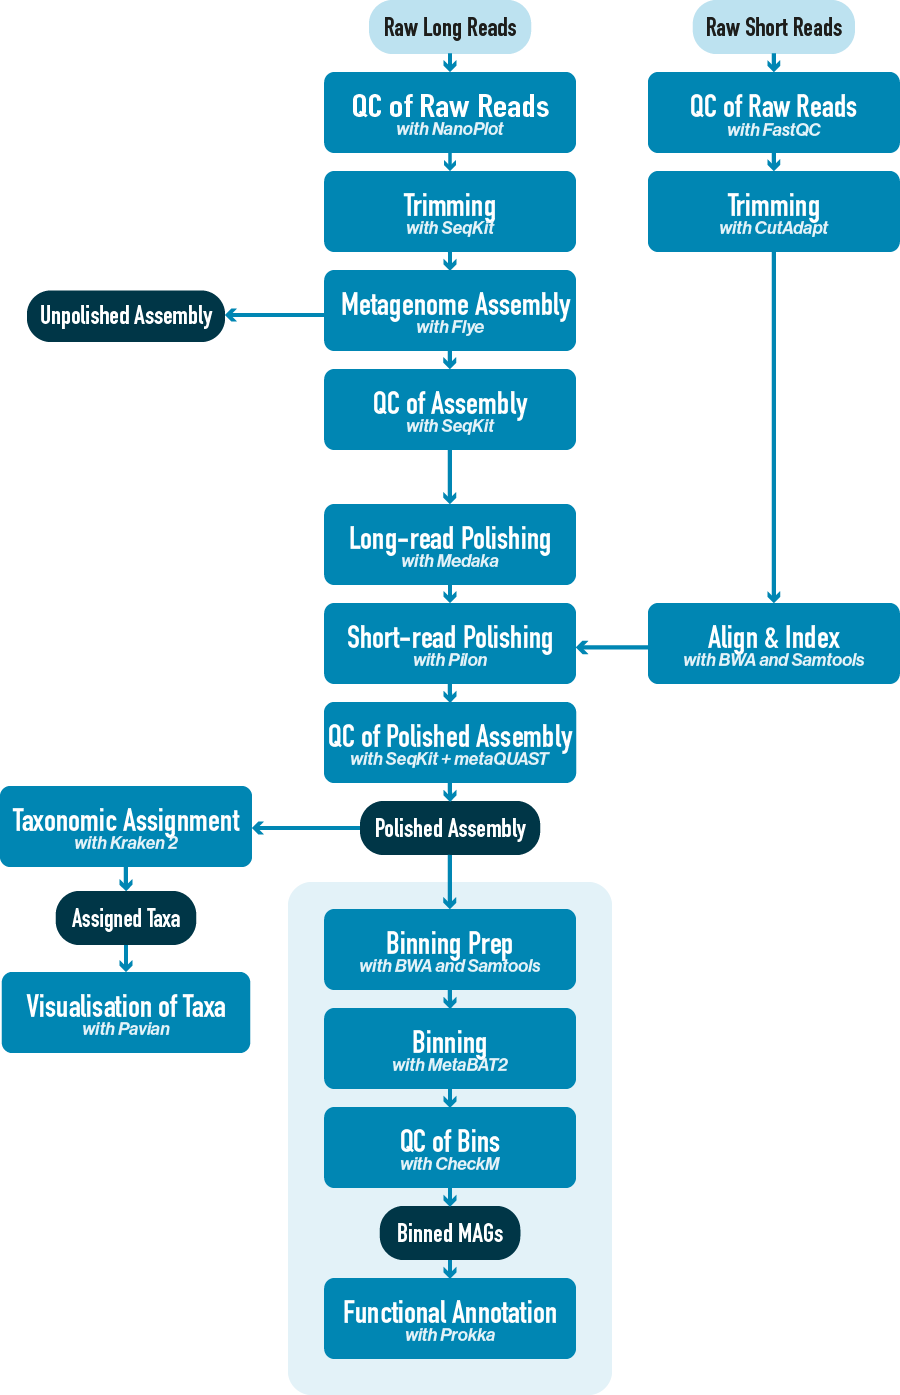 Raw Long Reads
Raw Short Reads
QC of Raw Reads
with NanoPlot
QC of Raw Reads
with FastQC
Trimming
with SeqKit
Trimming
with CutAdapt
Metagenome Assembly
with Flye
Unpolished Assembly
QC of Assembly
with SeqKit
Long-read Polishing
with Medaka
Short-read Polishing
with Pilon
Align & Index
with BWA and Samtools
QC of Polished Assembly
with SeqKit + metaQUAST
Polished Assembly
Taxonomic Assignment
with Kraken 2
Assigned Taxa
Visualisation of Taxa
with Pavian
Binning Prep
with BWA and Samtools
Binning
with MetaBAT2
QC of Bins
with CheckM
Binned MAGs
Functional Annotation
with Prokka